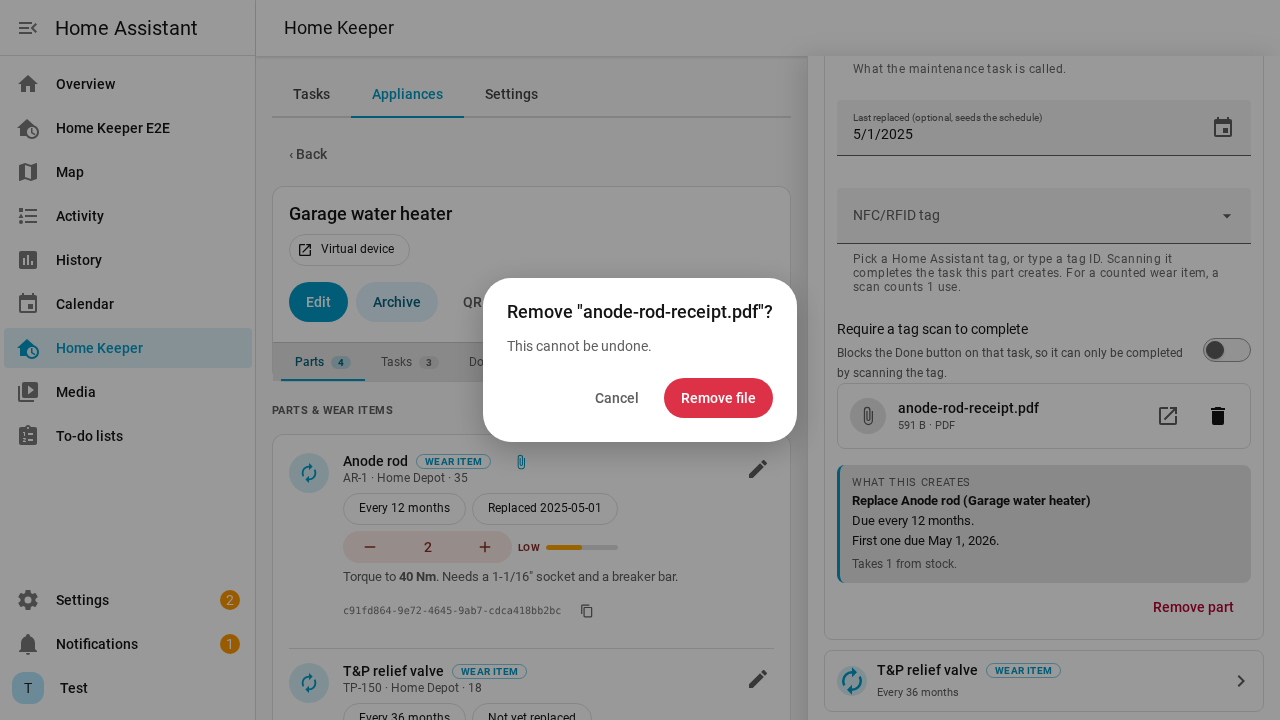 Home Assistant
Overview
Home Keeper E2E
Map
Activity
History
Calendar
Home Keeper
Media
To-do lists
Settings
2
Notifications
1
T
Test
Home Keeper
Tasks
Appliances
Settings
‹ Back
Garage water heater
Virtual device
Edit
Archive
QR
Parts 4
Tasks 3
Do
PARTS & WEAR ITEMS
Anode rod WEAR ITEM
AR-1 · Home Depot · 35
Every 12 months
Replaced 2025-05-01
2
LOW
Torque to 40 Nm. Needs a 1-1/16" socket and a breaker bar.
c91fd864-9e72-4645-9ab7-cdca418bb2bc
T&P relief valve WEAR ITEM
TP-150 · Home Depot · 18
Every 36 months
Not yet replaced
Remove "anode-rod-receipt.pdf"?
This cannot be undone.
Cancel
Remove file
What the maintenance task is called.
Last replaced (optional, seeds the schedule)
5/1/2025
NFC/RFID tag
Pick a Home Assistant tag, or type a tag ID. Scanning it
completes the task this part creates. For a counted wear item, a
scan counts 1 use.
Require a tag scan to complete
Blocks the Done button on that task, so it can only be completed
by scanning the tag.
anode-rod-receipt.pdf
591 B · PDF
WHAT THIS CREATES
Replace Anode rod (Garage water heater)
Due every 12 months.
First one due May 1, 2026.
Takes 1 from stock.
Remove part
T&P relief valve WEAR ITEM
Every 36 months